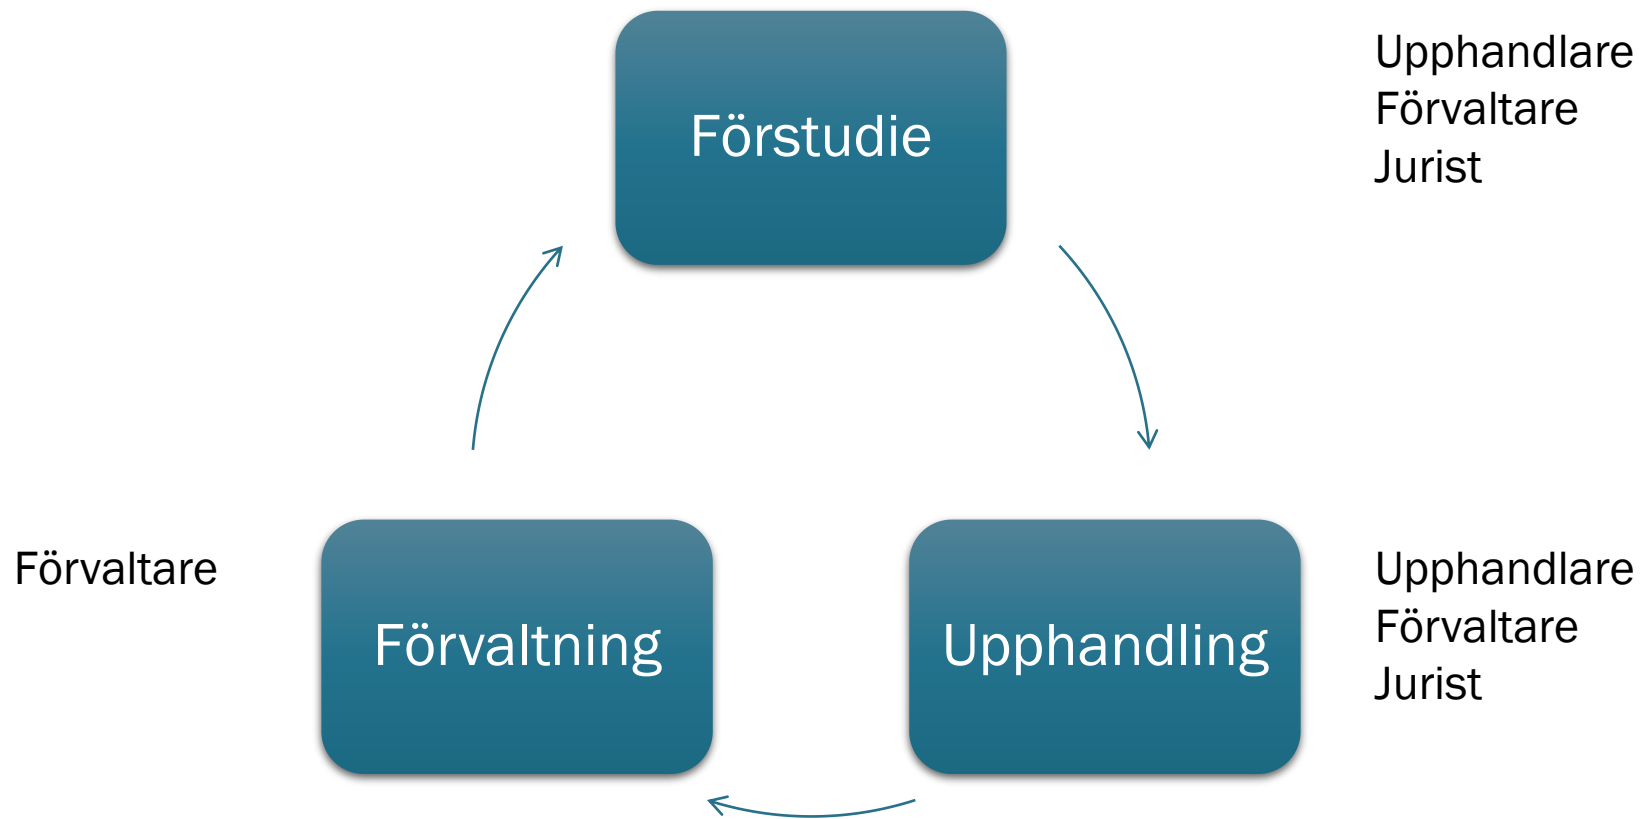 Förstudie
Upphandlare
Förvaltare
Jurist
Förvaltare
Förvaltning
Upphandling
Upphandlare
Förvaltare
Jurist